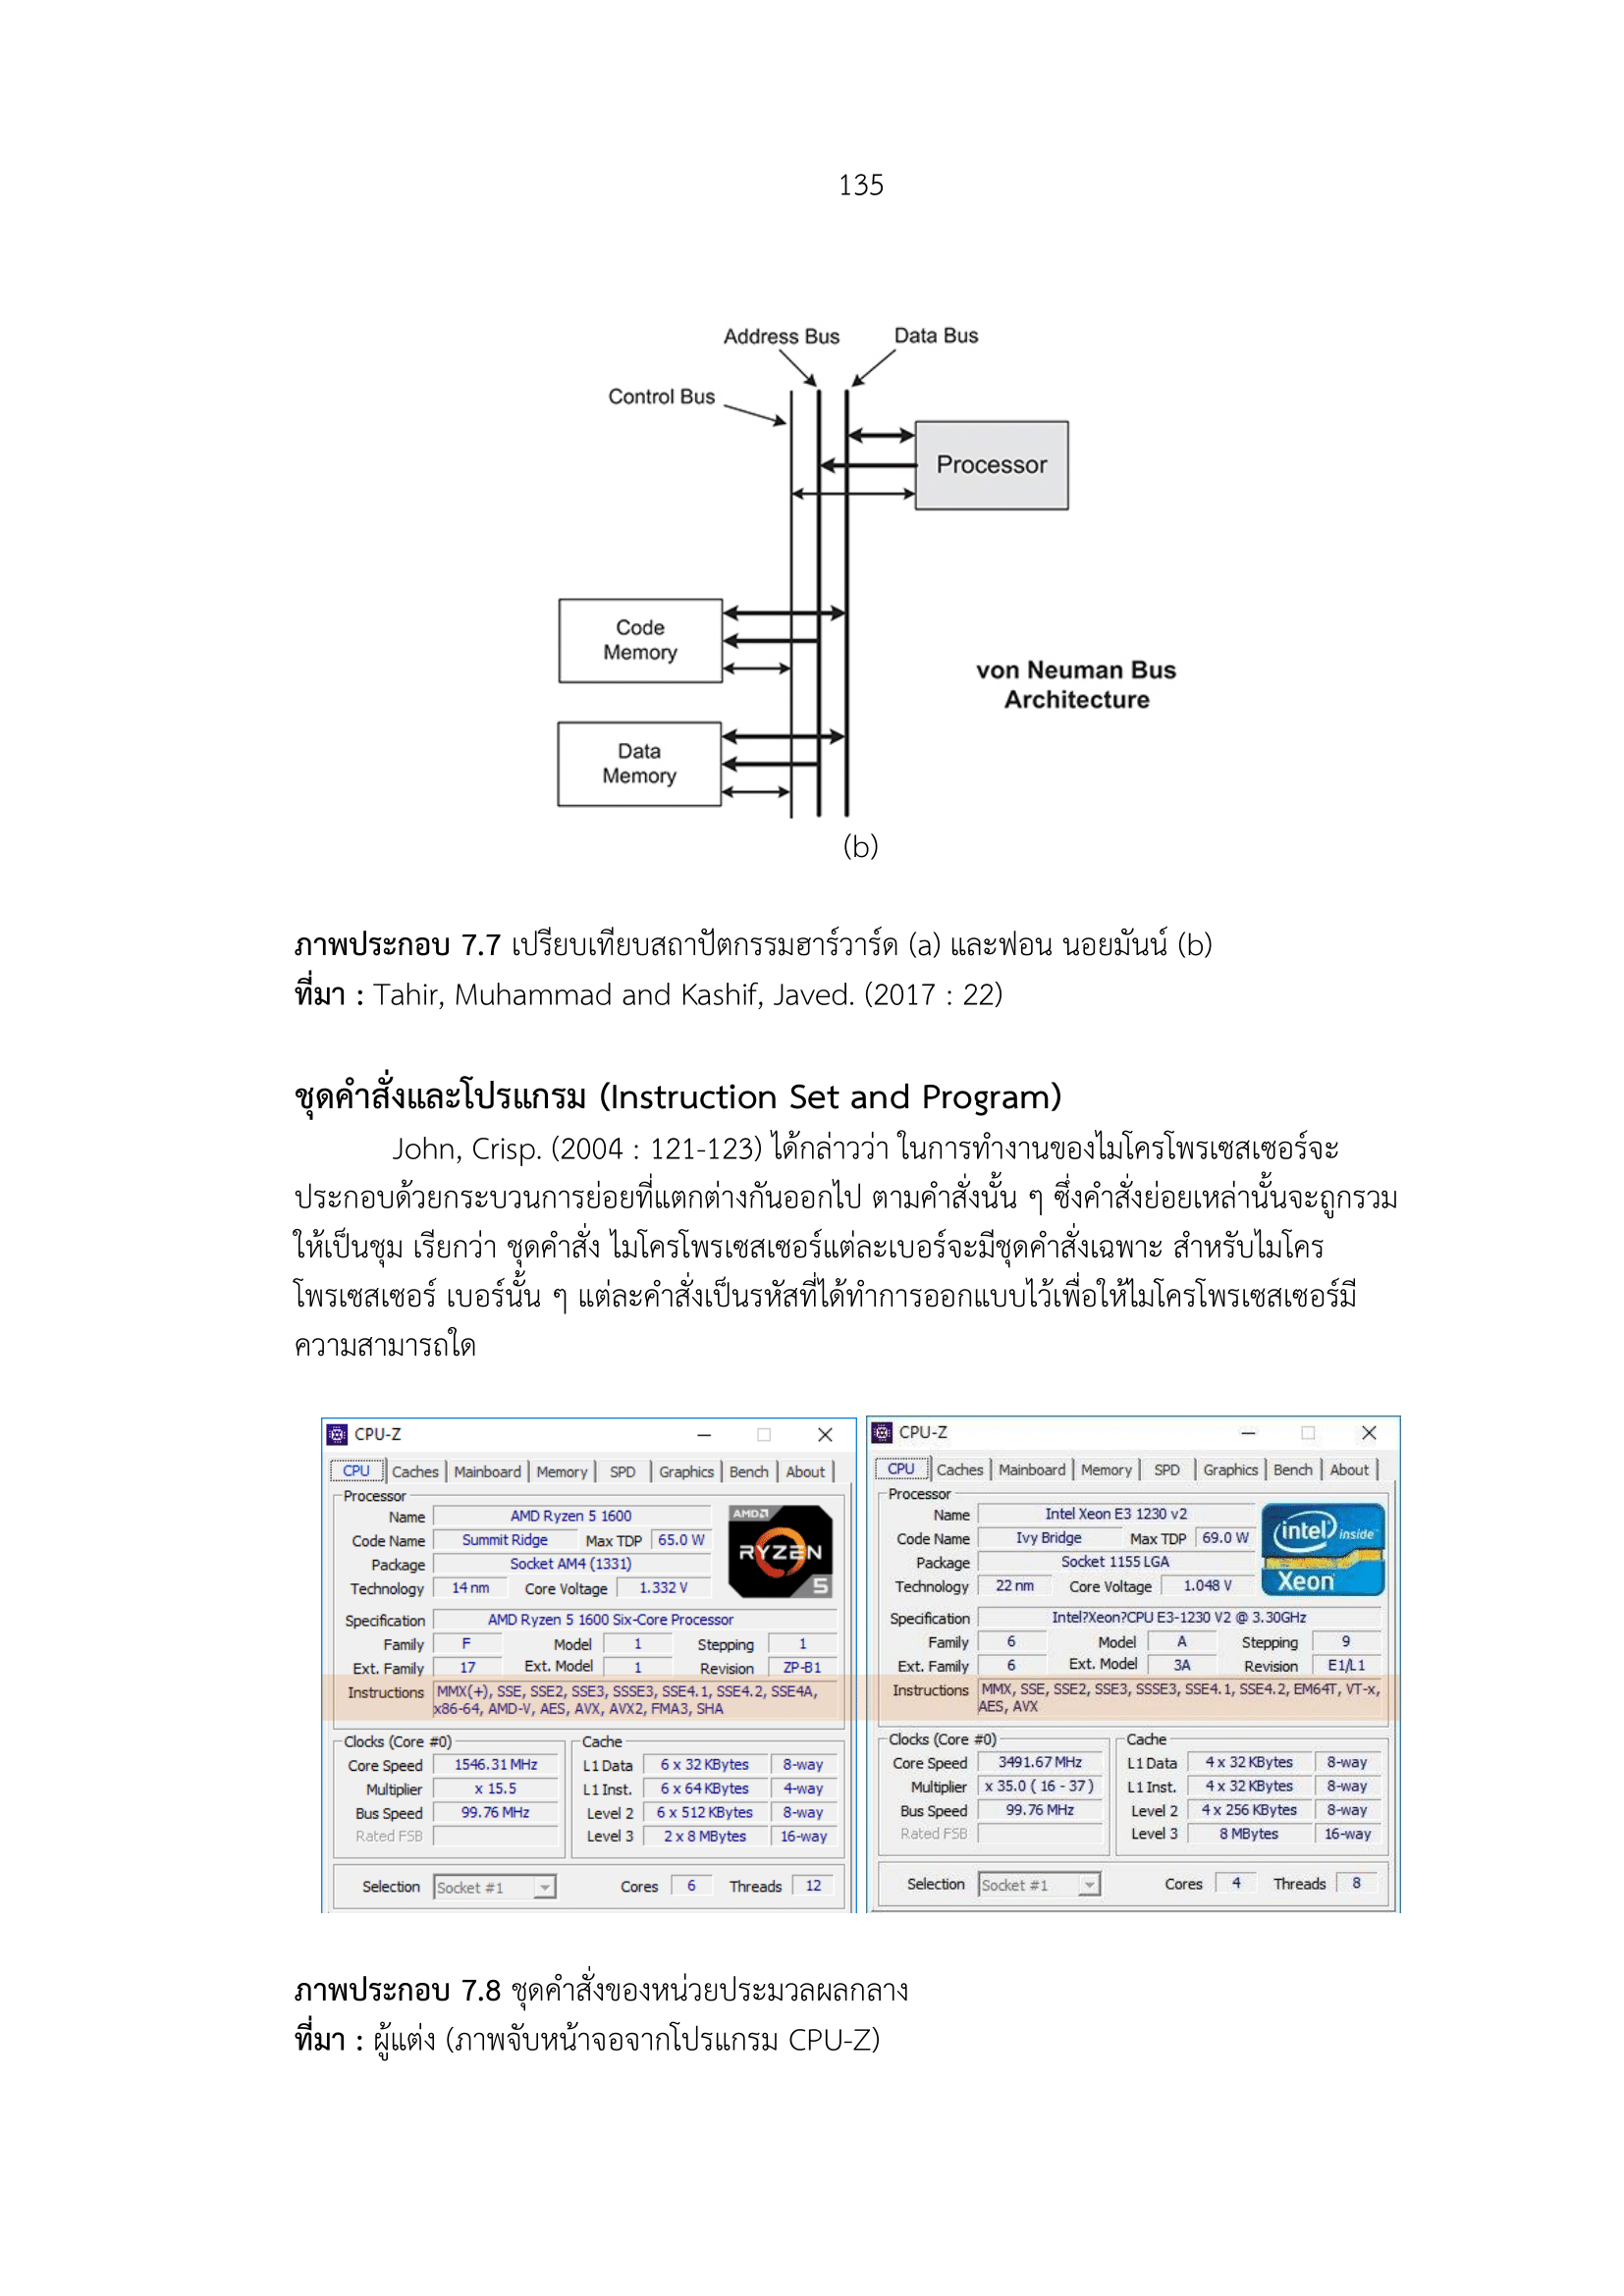 135
Address Bus
Data Bus
Control Bus
Processor
Code
Memory
von Neuman Bus
Architecture
Data
Memory
(b)
ภาพประกอบ 7.7 เปรียบเทียบสถาปัตกรรมฮาร์วาร์ด (a) และฟอน นอยมันน์ (b)
ที่มา : Tahir, Muhammad and Kashif, Javed. (2017 : 22)
ชุดคำสั่งและโปรแกรม (Instruction Set and Program)
John, Crisp. (2004 : 121-123) ได้กล่าวว่า ในการทำงานของไมโครโพรเซสเซอร์จะ
ประกอบด้วยกระบวนการย่อยที่แตกต่างกันออกไป ตามคำสั่งนั้น ๆ ซึ่งคำสั่งย่อยเหล่านั้นจะถูกรวม
ให้เป็นชุม เรียกว่า ชุดคำสั่ง ไมโครโพรเซสเซอร์แต่ละเบอร์จะมีชุดคำสั่งเฉพาะ สำหรับไมโคร
โพรเซสเซอร์ เบอร์นั้น ๆ แต่ละคำสั่งเป็นรหัสที่ได้ทำการออกแบบไว้เพื่อให้ไมโครโพรเซสเซอร์มี
ความสามารถใด
CPU-Z
CPU Caches Mainboard Memory SPD Graphics Bench About
Processor
Name AMD Ryzen 5 1600
Code Name Summit Ridge Max TDP 65.0 W
Package Socket AM4 (1331)
Technology 14 nm Core Voltage 1.332 V
AMD RYZEN 5
Specification AMD Ryzen 5 1600 Six-Core Processor
Family F Model 1 Stepping 1
Ext. Family 17 Ext. Model 1 Revision ZP-B1
Instructions MMX(+), SSE, SSE2, SSE3, SSSE3, SSE4.1, SSE4.2, SSE4A,
x86-64, AMD-V, AES, AVX, AVX2, FMA3, SHA
Clocks (Core #0)
Core Speed 1546.31 MHz
Multiplier x 15.5
Bus Speed 99.76 MHz
Rated FSB
Cache
L1 Data 6 x 32 KBytes 8-way
L1 Inst. 6 x 64 KBytes 4-way
Level 2 6 x 512 KBytes 8-way
Level 3 2 x 8 MBytes 16-way
Selection Socket #1 Cores 6 Threads 12
CPU-Z
CPU Caches Mainboard Memory SPD Graphics Bench About
Processor
Name Intel Xeon E3 1230 v2
Code Name Ivy Bridge Max TDP 69.0 W
Package Socket 1155 LGA
Technology 22 nm Core Voltage 1.048 V
intel inside Xeon
Specification Intel?Xeon?CPU E3-1230 V2 @ 3.30GHz
Family 6 Model A Stepping 9
Ext. Family 6 Ext. Model 3A Revision E1/L1
Instructions MMX, SSE, SSE2, SSE3, SSSE3, SSE4.1, SSE4.2, EM64T, VT-x,
AES, AVX
Clocks (Core #0)
Core Speed 3491.67 MHz
Multiplier x 35.0 ( 16 - 37 )
Bus Speed 99.76 MHz
Rated FSB
Cache
L1 Data 4 x 32 KBytes 8-way
L1 Inst. 4 x 32 KBytes 8-way
Level 2 4 x 256 KBytes 8-way
Level 3 8 MBytes 16-way
Selection Socket #1 Cores 4 Threads 8
ภาพประกอบ 7.8 ชุดคำสั่งของหน่วยประมวลผลกลาง
ที่มา : ผู้แต่ง (ภาพจับหน้าจอจากโปรแกรม CPU-Z)